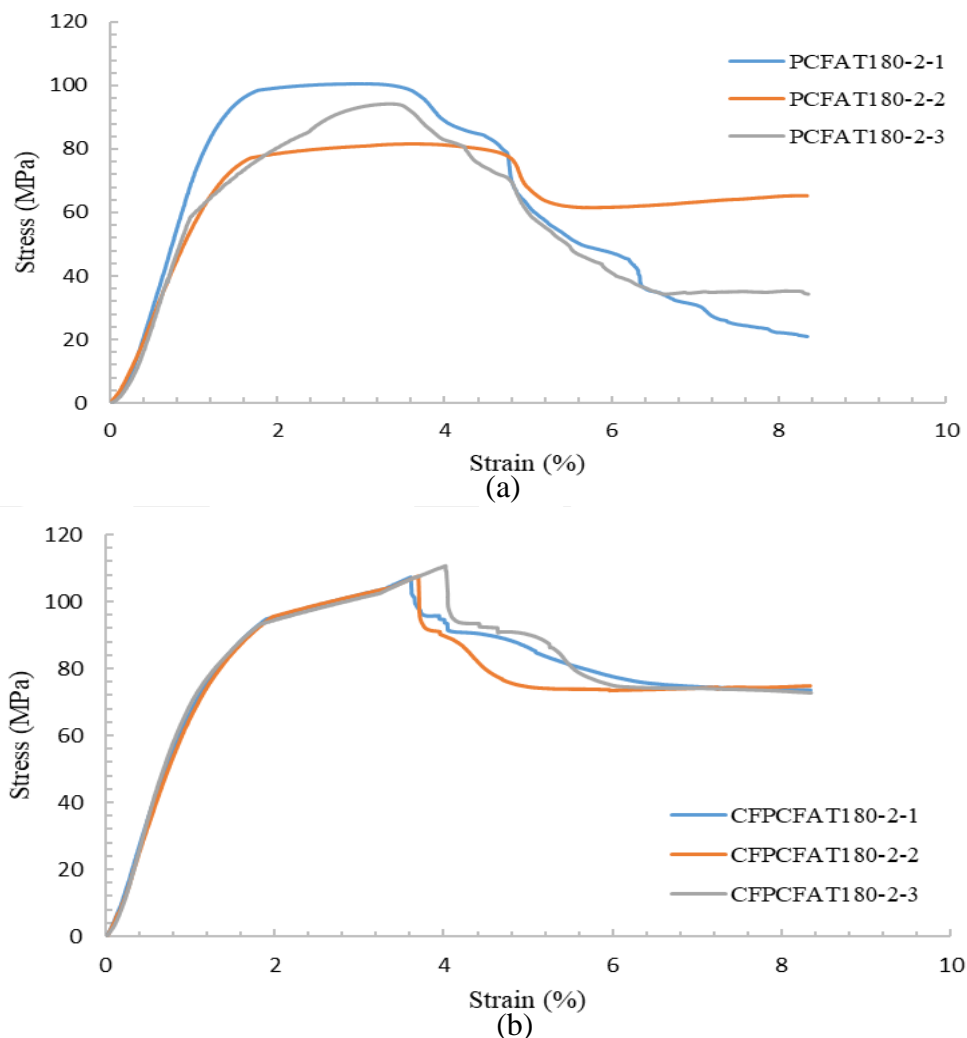 120
100
80
60
40
20
0
Stress (MPa)
PCFAT180-2-1
PCFAT180-2-2
PCFAT180-2-3
0 2 4 6 8 10
Strain (%)
(a)
120
100
80
60
40
20
0
Stress (MPa)
CFPCFAT180-2-1
CFPCFAT180-2-2
CFPCFAT180-2-3
0 2 4 6 8 10
Strain (%)
(b)